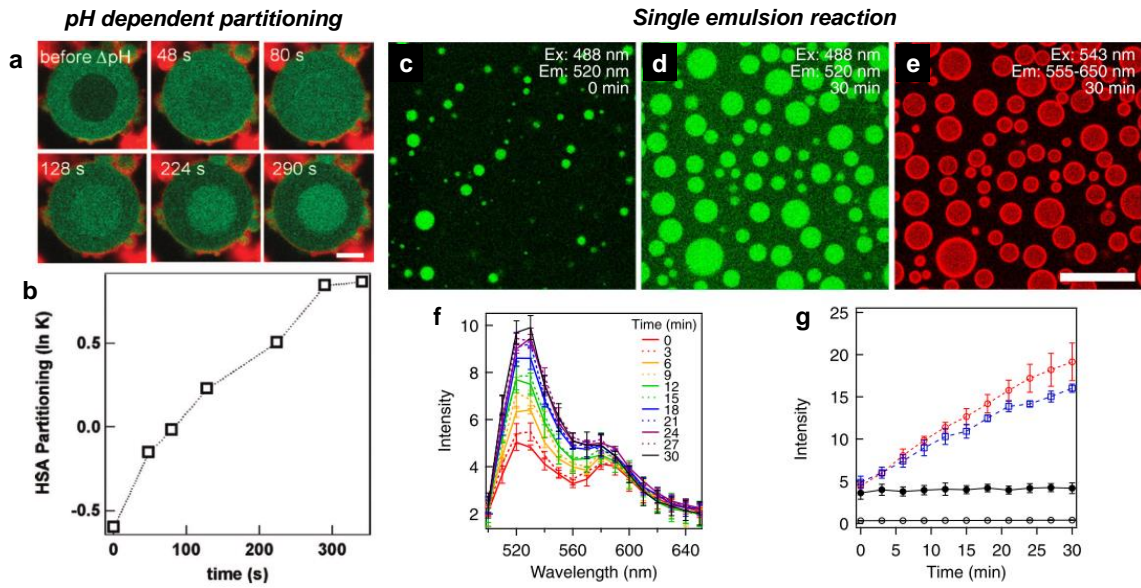 pH dependent partitioning
Single emulsion reaction
a
before ΔpH
48 s
80 s
128 s
224 s
290 s
c
Ex: 488 nm
Em: 520 nm
0 min
d
Ex: 488 nm
Em: 520 nm
30 min
e
Ex: 543 nm
Em: 555-650 nm
30 min
b
HSA Partitioning (ln K)
0.5
0.0
-0.5
0
100
200
300
time (s)
f
Intensity
10
8
6
4
2
520
560
600
640
Wavelength (nm)
Time (min)
0
3
6
9
12
15
18
21
24
27
30
g
Intensity
25
20
15
10
5
0
0
5
10
15
20
25
30
Time (min)